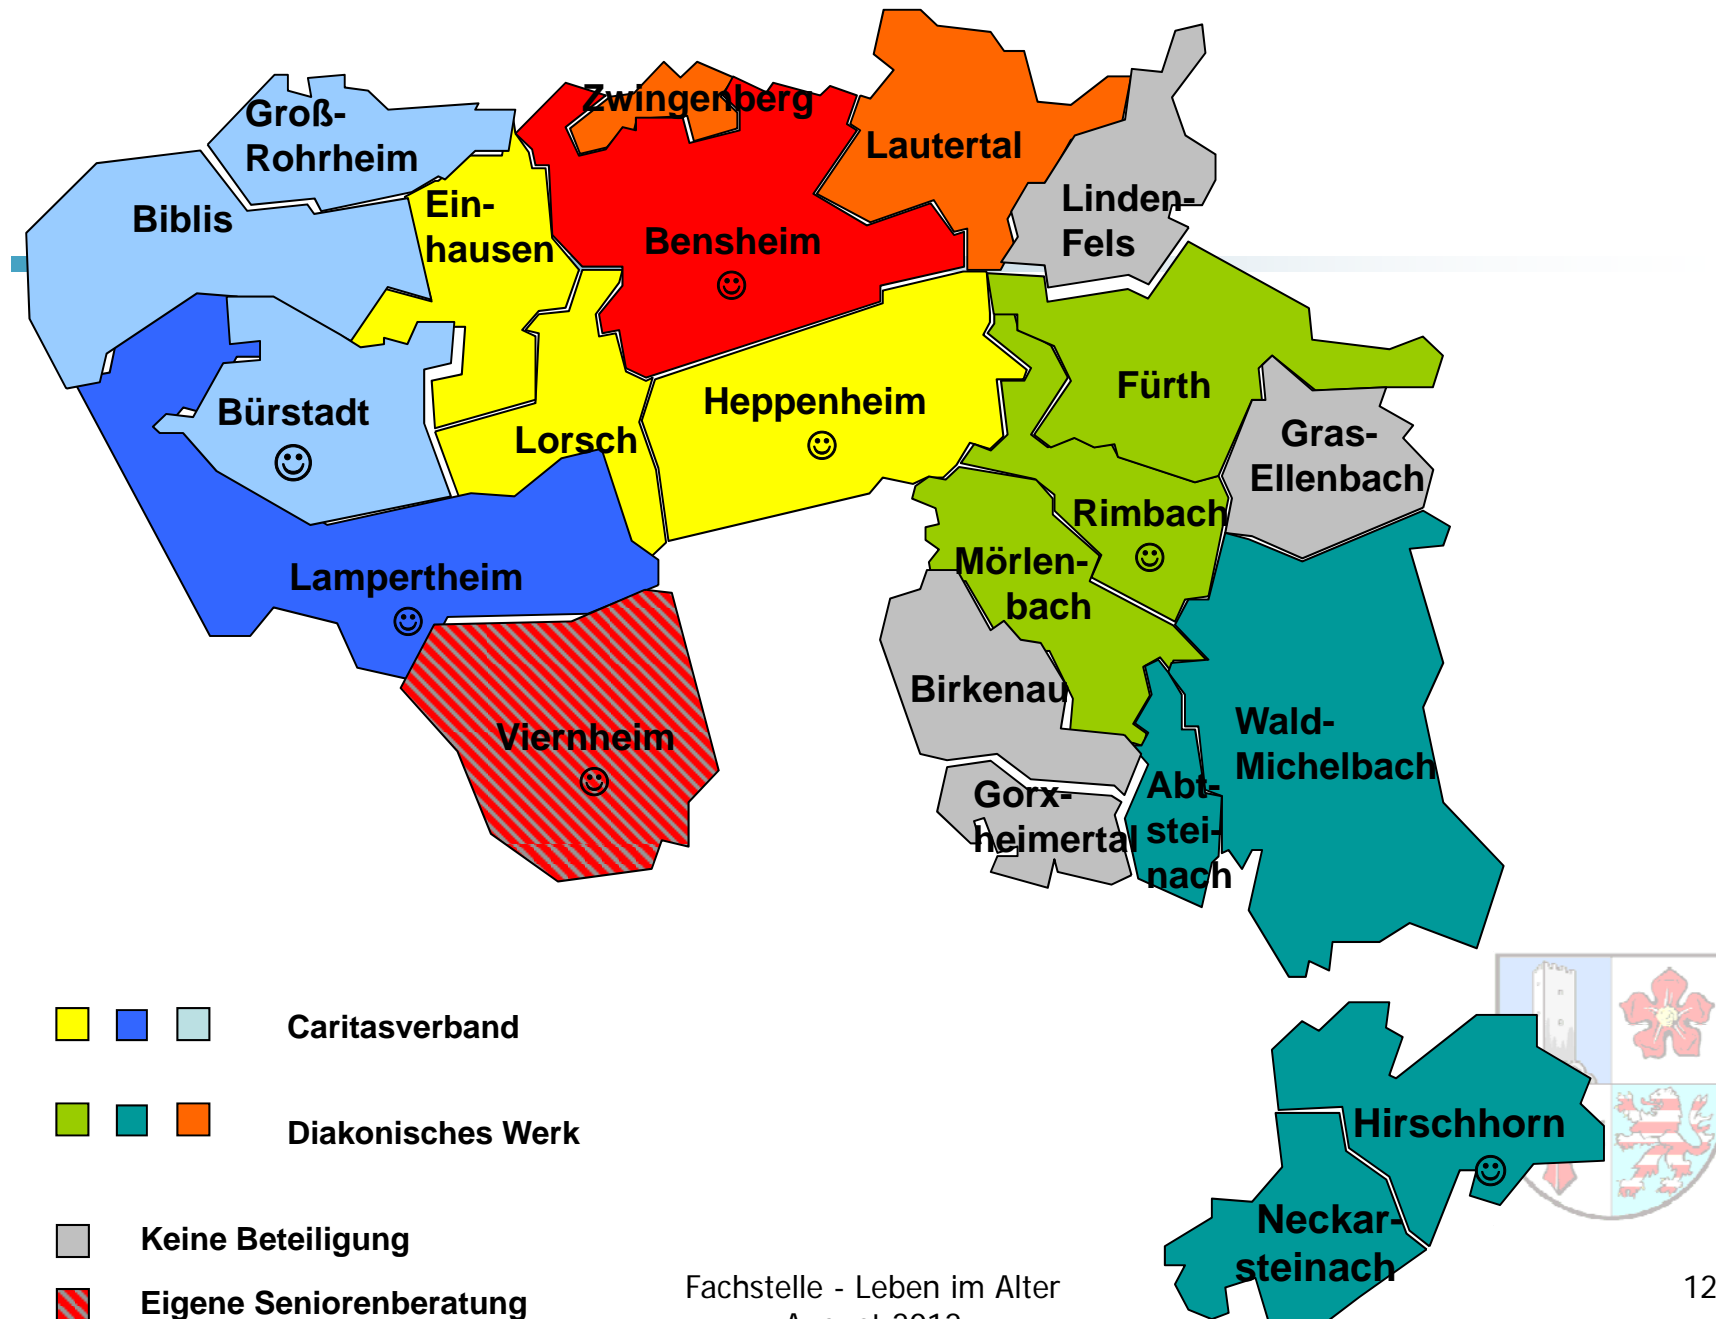 Zwingenberg
Groß-
Rohrheim
Lautertal
Biblis
Ein-
hausen
Linden-
Fels
Bensheim
Bürstadt
Lorsch
Heppenheim
Fürth
Gras-
Ellenbach
Rimbach
Lampertheim
Mörlen-
bach
Birkenau
Viernheim
Wald-
Michelbach
Gorx-
heimertal
Abt-
stei-
nach
Caritasverband
Diakonisches Werk
Hirschhorn
Neckar-
steinach
Keine Beteiligung
Eigene Seniorenberatung
Fachstelle - Leben im Alter
12